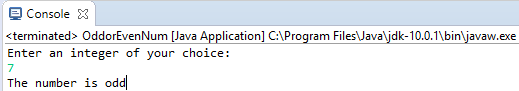 Console
<terminated> OddorEvenNum [Java Application] C:\Program Files\Java\jdk-10.0.1\bin\javaw.exe
Enter an integer of your choice:
7
The number is odd